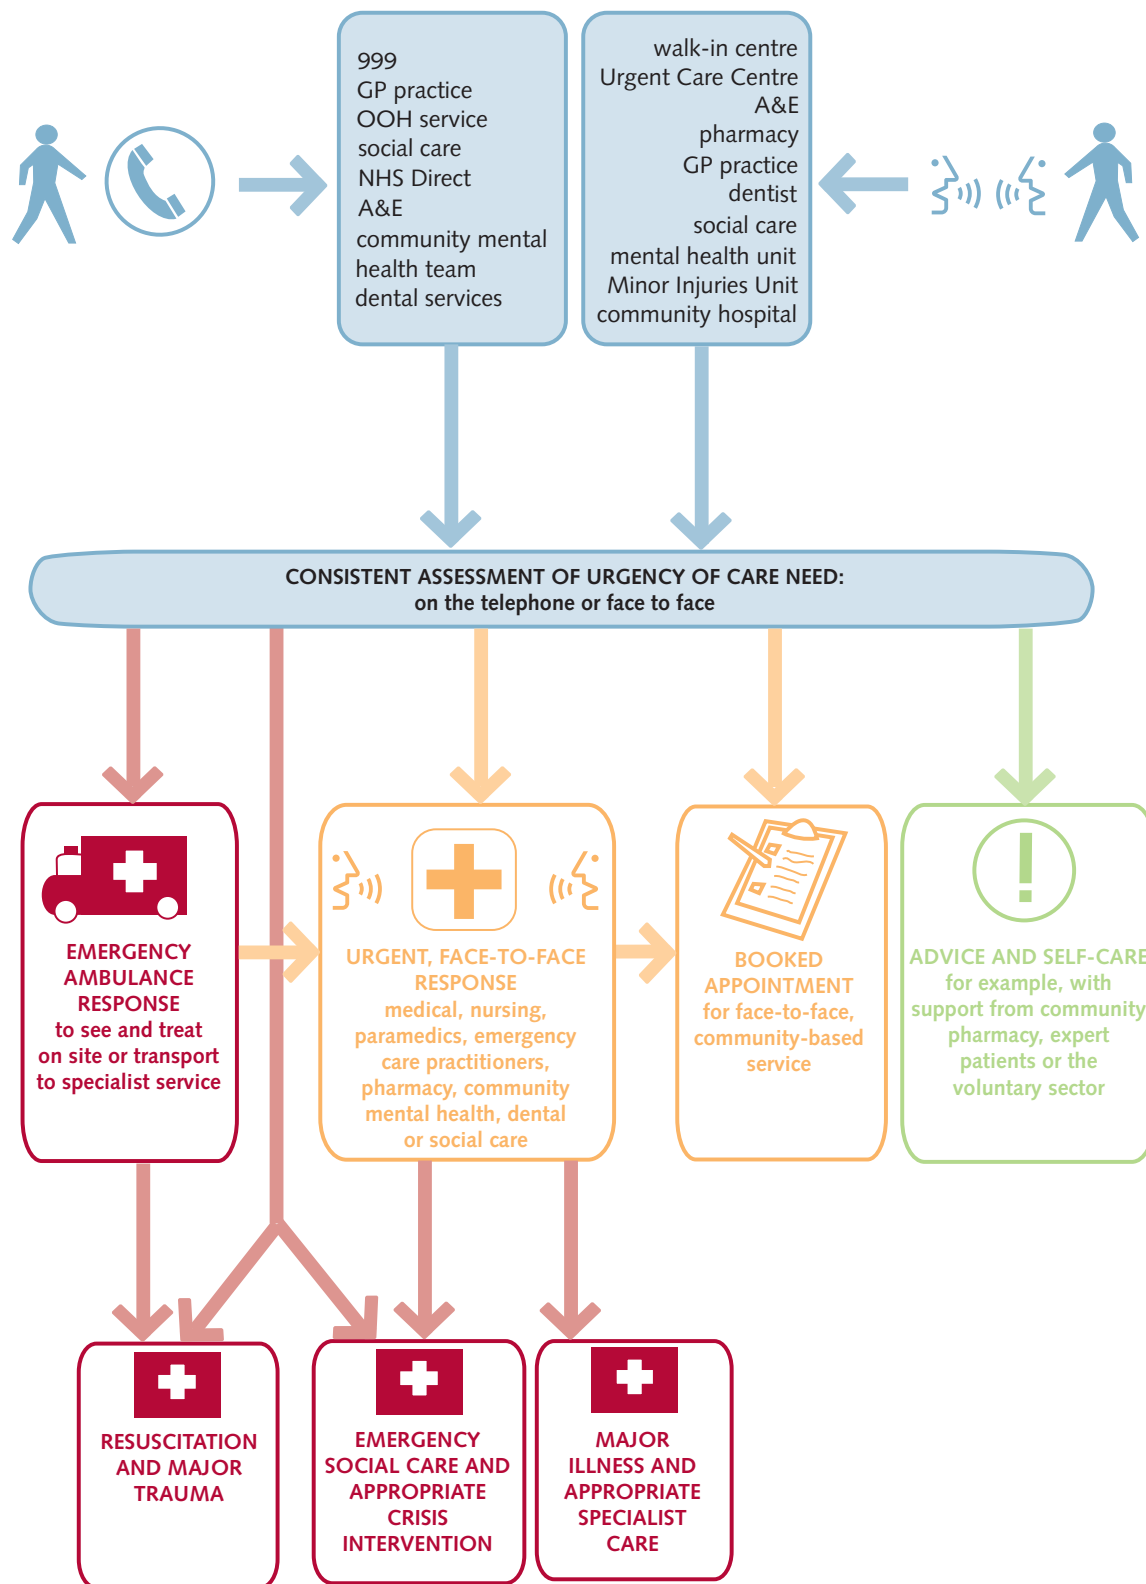 999
GP practice
OOH service
social care
NHS Direct
A&E
community mental
health team
dental services
walk-in centre
Urgent Care Centre
A&E
pharmacy
GP practice
dentist
social care
mental health unit
Minor Injuries Unit
community hospital
CONSISTENT ASSESSMENT OF URGENCY OF CARE NEED:
on the telephone or face to face
EMERGENCY
AMBULANCE
RESPONSE
to see and treat
on site or transport
to specialist service
URGENT, FACE-TO-FACE
RESPONSE
medical, nursing,
paramedics, emergency
care practitioners,
pharmacy, community
mental health, dental
or social care
BOOKED
APPOINTMENT
for face-to-face,
community-based
service
ADVICE AND SELF-CARE
for example, with
support from community
pharmacy, expert
patients or the
voluntary sector
RESUSCITATION
AND MAJOR
TRAUMA
EMERGENCY
SOCIAL CARE AND
APPROPRIATE
CRISIS
INTERVENTION
MAJOR
ILLNESS AND
APPROPRIATE
SPECIALIST
CARE